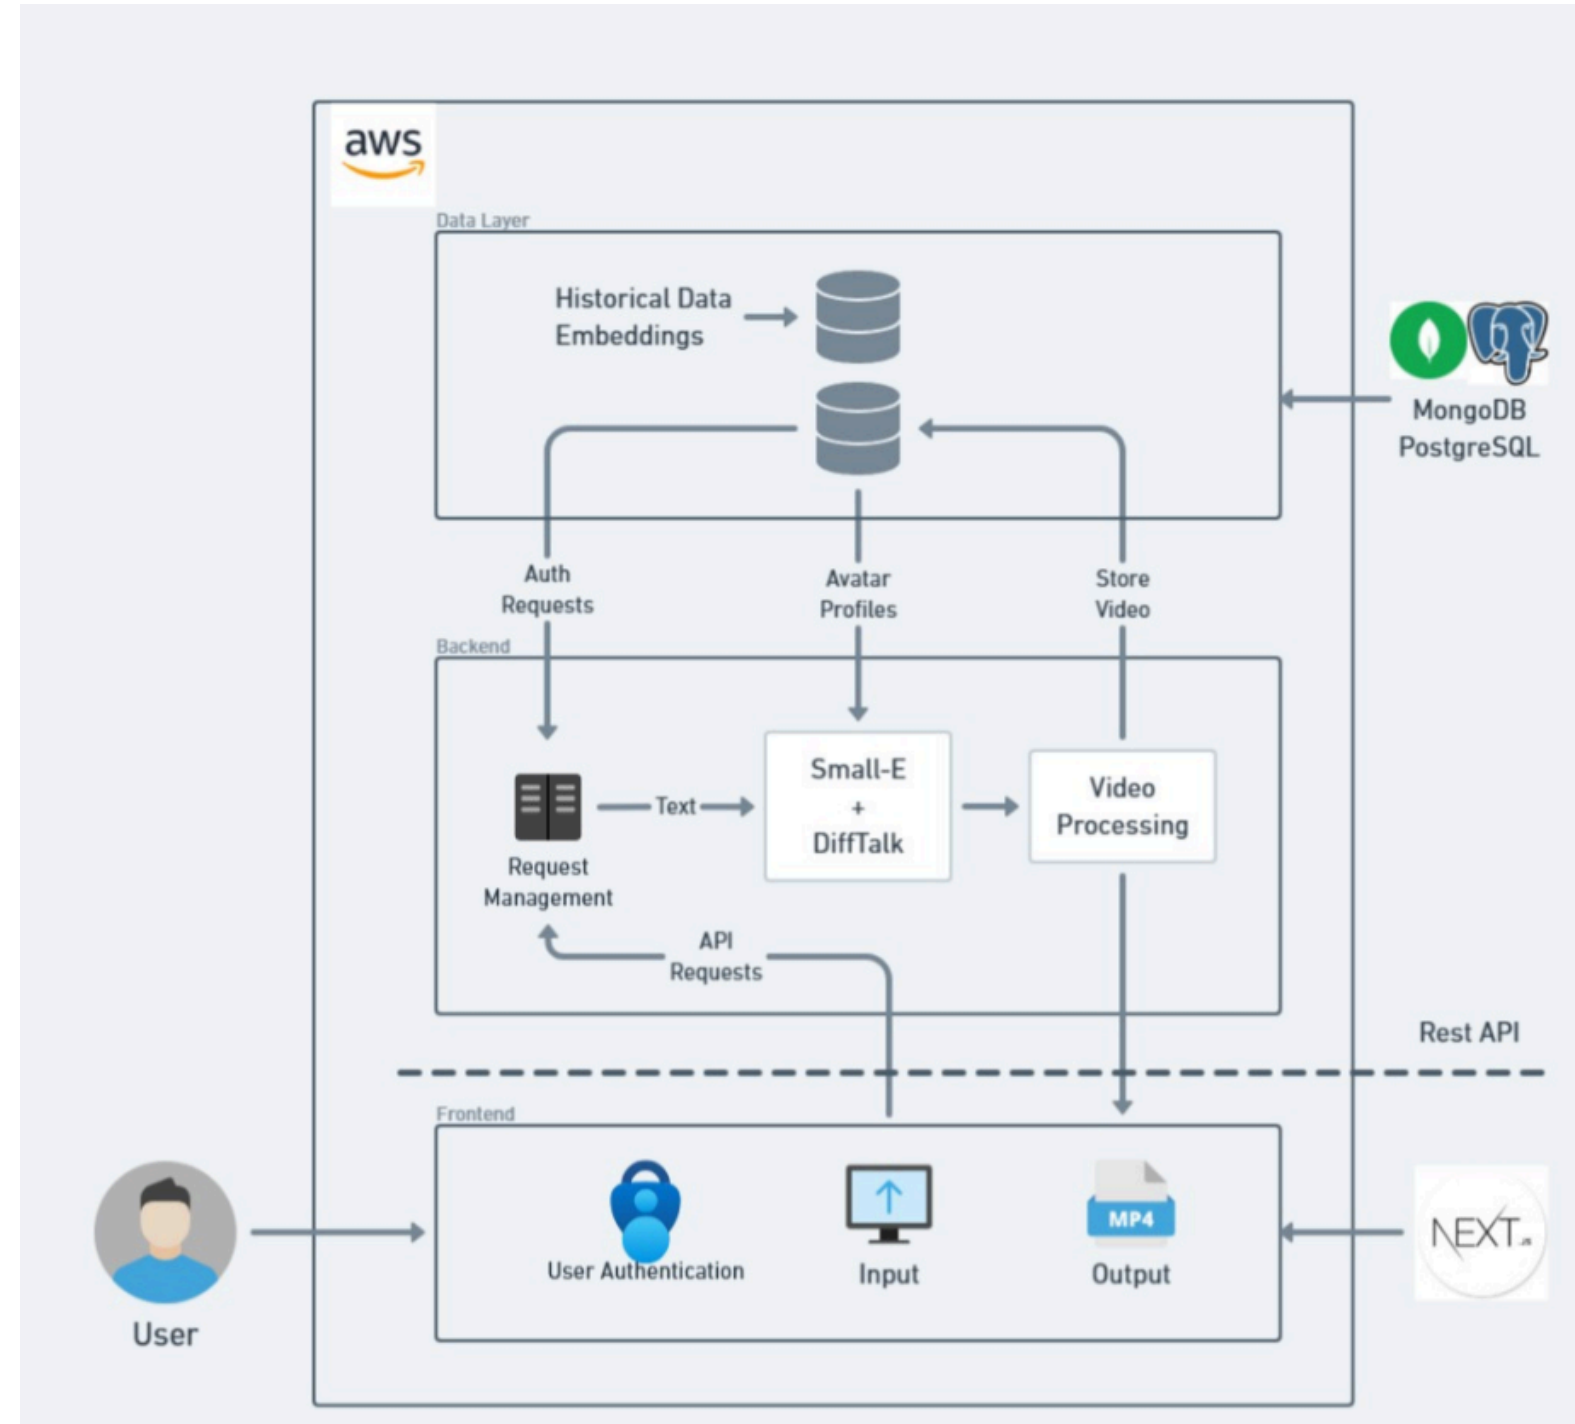 aws
Data Layer
Historical Data
Embeddings
MongoDB
PostgreSQL
Auth
Requests
Avatar
Profiles
Store
Video
Backend
Small-E
+
DiffTalk
Video
Processing
Text
Request
Management
API
Requests
Rest API
Frontend
MP4
NEXT.JS
User Authentication
Input
Output
User